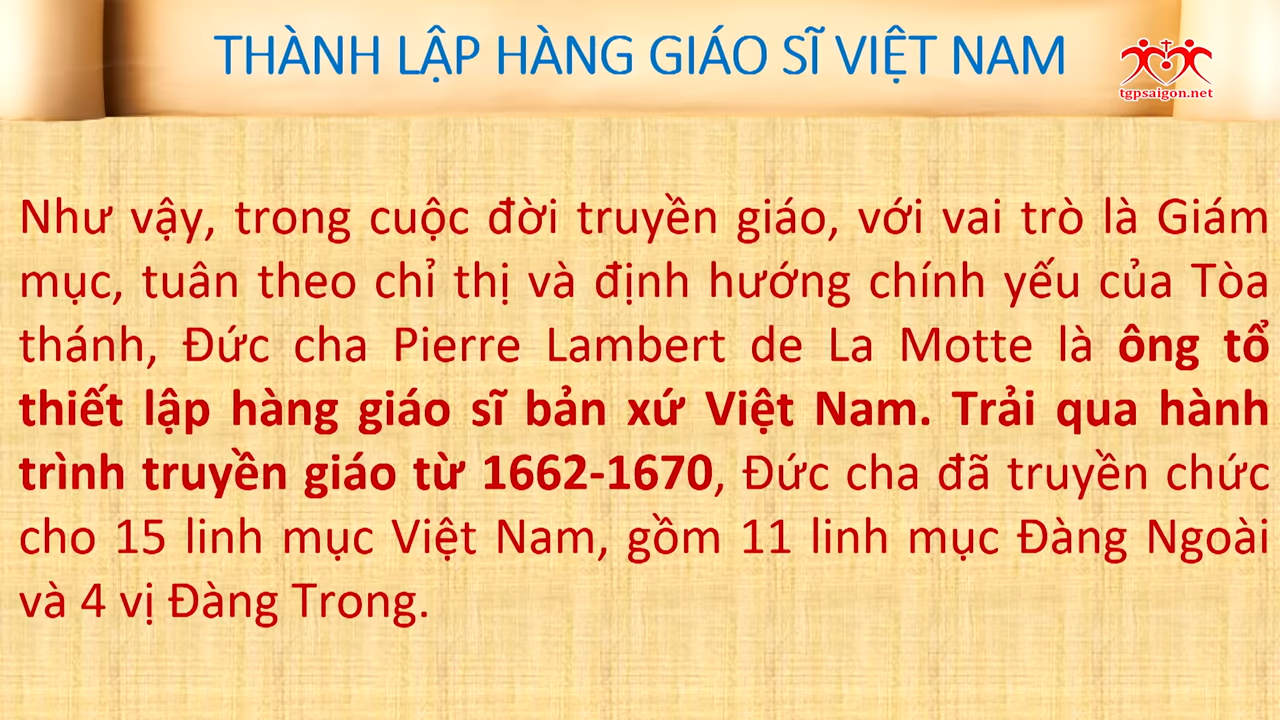 THÀNH LẬP HÀNG GIÁO SĨ VIỆT NAM
tgpsaigon.net
Như vậy, trong cuộc đời truyền giáo, với vai trò là Giám
mục, tuân theo chỉ thị và định hướng chính yếu của Tòa
thánh, Đức cha Pierre Lambert de La Motte là ông tổ
thiết lập hàng giáo sĩ bản xứ Việt Nam. Trải qua hành
trình truyền giáo từ 1662-1670, Đức cha đã truyền chức
cho 15 linh mục Việt Nam, gồm 11 linh mục Đàng Ngoài
và 4 vị Đàng Trong.